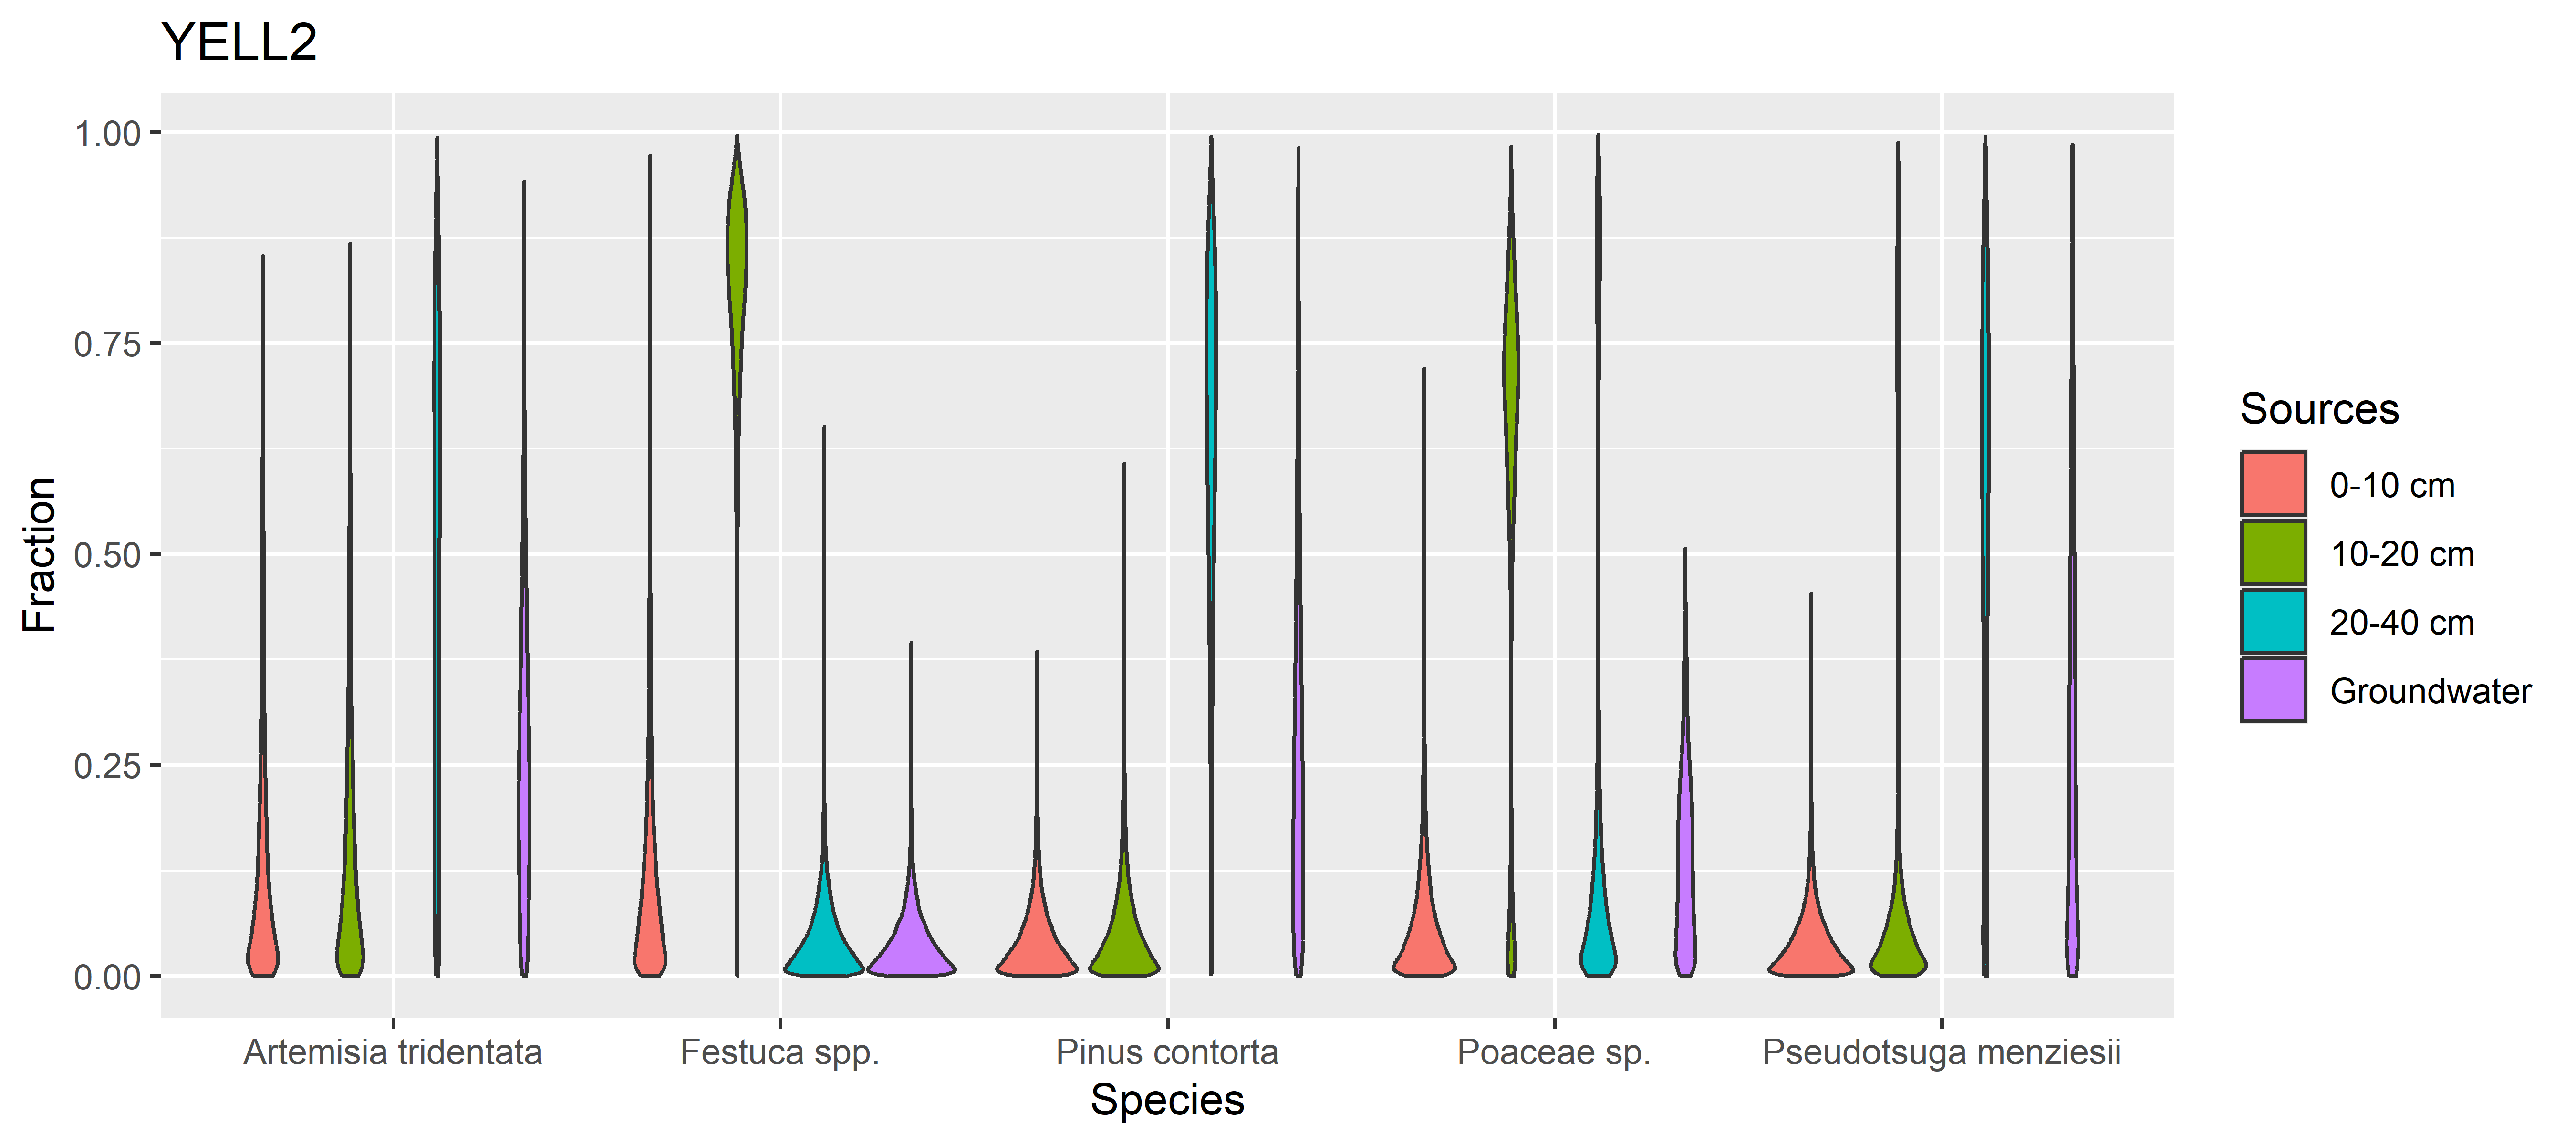 YELL2
1.00
0.75
0.50
0.25
0.00
Fraction
Artemisia tridentata
Festuca spp.
Pinus contorta
Poaceae sp.
Pseudotsuga menziesii
Species
Sources
0-10 cm
10-20 cm
20-40 cm
Groundwater